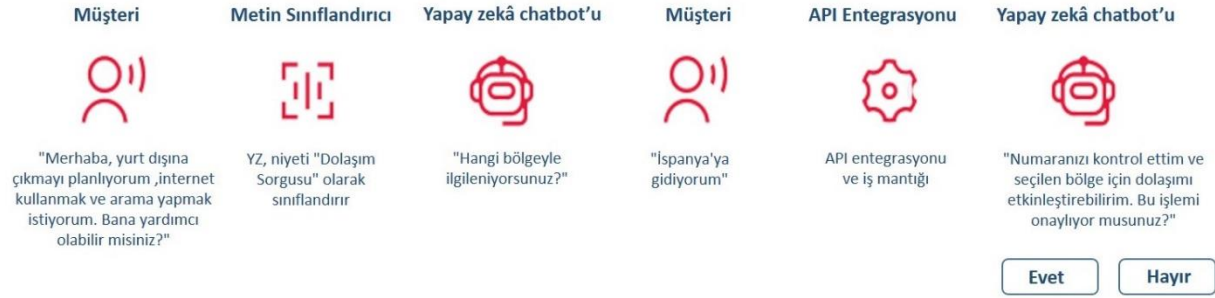 Müşteri
Metin Sınıflandırıcı
Yapay zekâ chatbot’u
Müşteri
API Entegrasyonu
Yapay zekâ chatbot’u
"Merhaba, yurt dışına
çıkmayı planlıyorum ,internet
kullanmak ve arama yapmak
istiyorum. Bana yardımcı
olabilir misiniz?"
YZ, niyeti "Dolaşım
Sorgusu" olarak
sınıflandırır
"Hangi bölgeyle
ilgileniyorsunuz?"
"İspanya'ya
gidiyorum"
API entegrasyonu
ve iş mantığı
"Numaranızı kontrol ettim ve
seçilen bölge için dolaşımı
etkinleştirebilirim. Bu işlemi
onaylıyor musunuz?"
Evet
Hayır